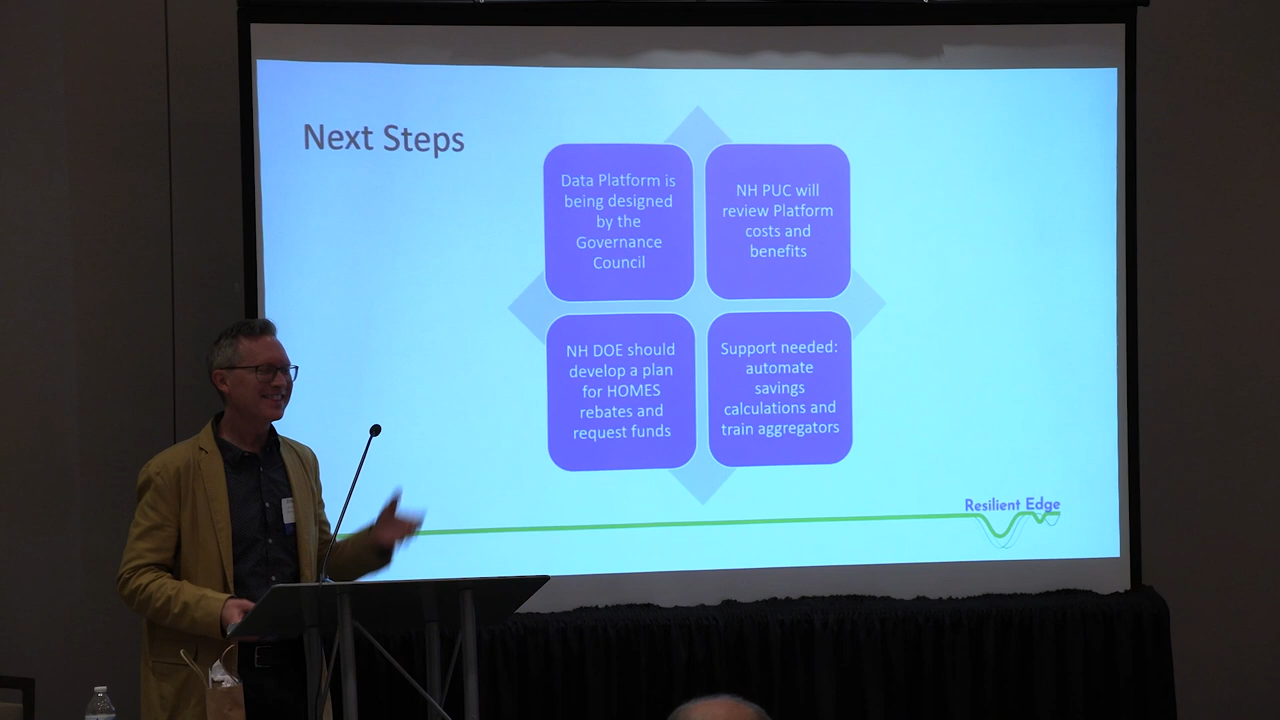 Next Steps
Data Platform is
being designed
by the
Governance
Council
NH PUC will
review Platform
costs and
benefits
NH DOE should
develop a plan
for HOMES
rebates and
request funds
Support needed:
automate
savings
calculations and
train aggregators
Resilient Edge